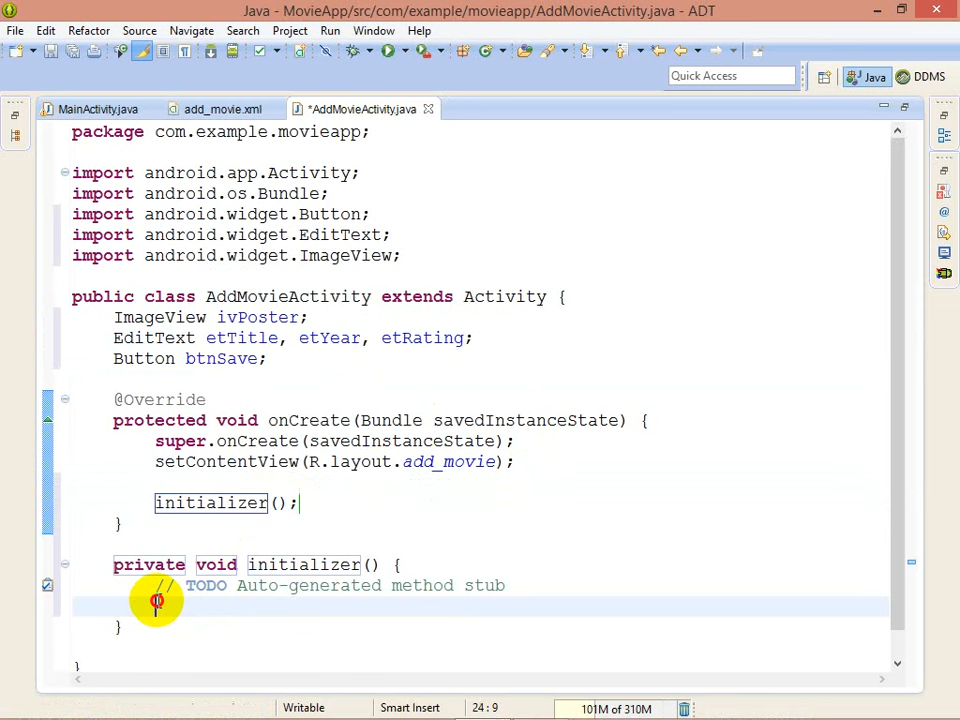 Java - MovieApp/src/com/example/movieapp/AddMovieActivity.java - ADT
File Edit Refactor Source Navigate Search Project Run Window Help
Quick Access
Java
DDMS
MainActivity.java
add_movie.xml
*AddMovieActivity.java
package com.example.movieapp;
import android.app.Activity;
import android.os.Bundle;
import android.widget.Button;
import android.widget.EditText;
import android.widget.ImageView;
public class AddMovieActivity extends Activity {
ImageView ivPoster;
EditText etTitle, etYear, etRating;
Button btnSave;
@Override
protected void onCreate(Bundle savedInstanceState) {
super.onCreate(savedInstanceState);
setContentView(R.layout.add_movie);
initializer();
}
private void initializer() {
// TODO Auto-generated method stub
}
}
Writable
Smart Insert
24 : 9
101M of 310M